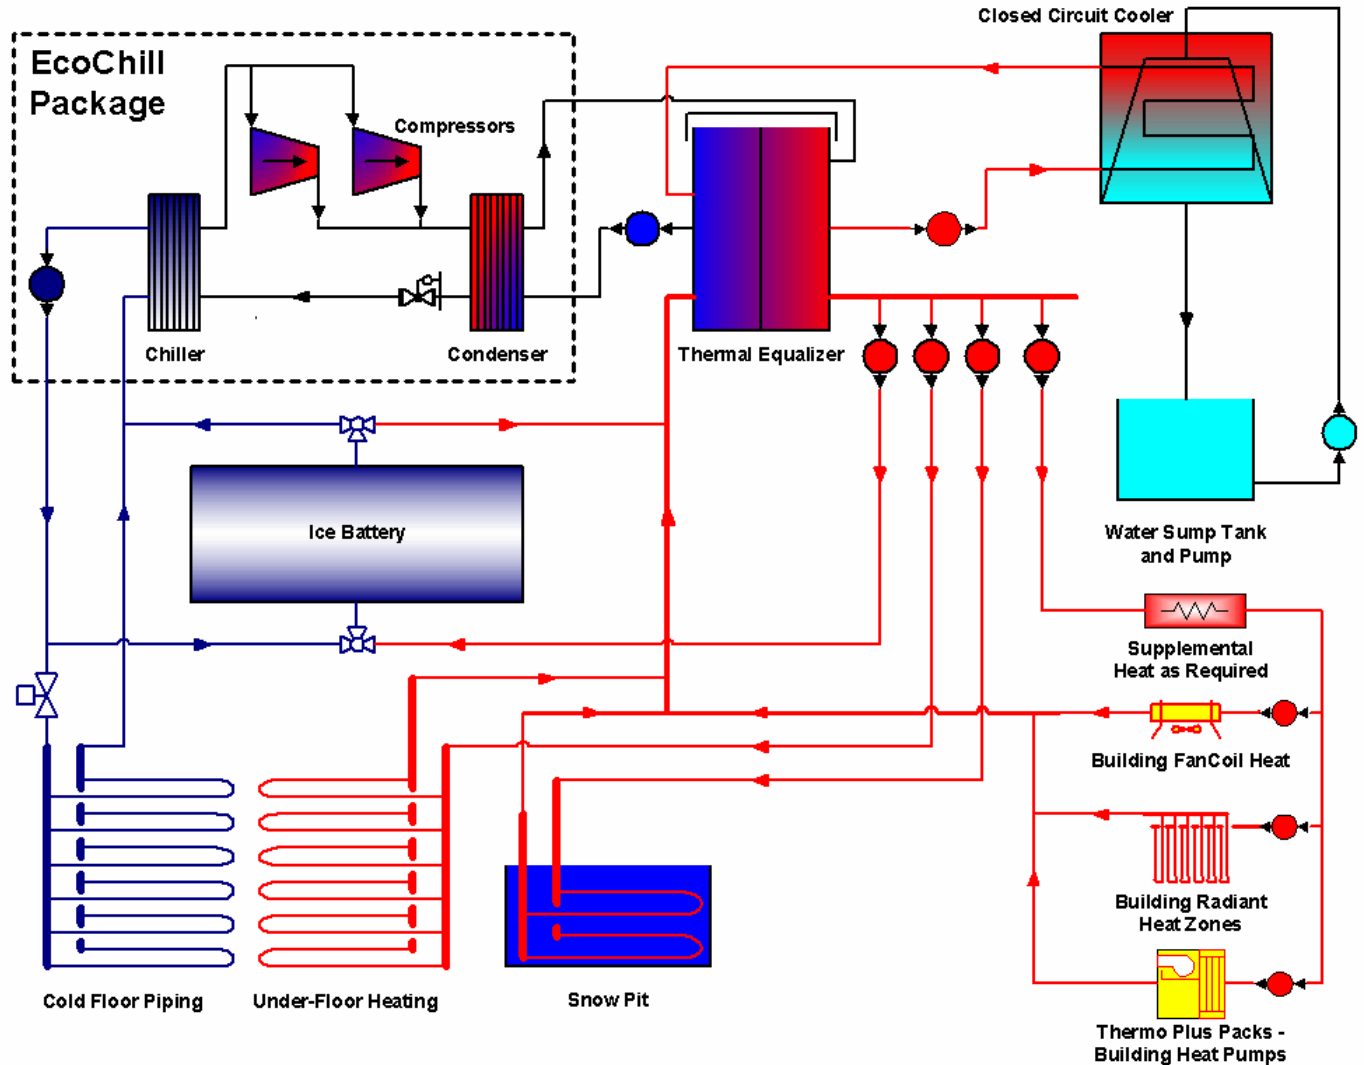 Closed Circuit Cooler
EcoChill
Package
Compressors
Chiller
Condenser
Thermal Equalizer
Ice Battery
Water Sump Tank
and Pump
Supplemental
Heat as Required
Building FanCoil Heat
Building Radiant
Heat Zones
Cold Floor Piping
Under-Floor Heating
Snow Pit
Thermo Plus Packs -
Building Heat Pumps